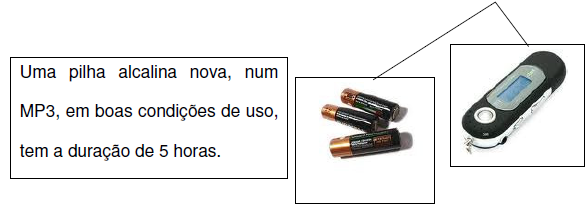 Uma pilha alcalina nova, num
MP3, em boas condições de uso,
tem a duração de 5 horas.